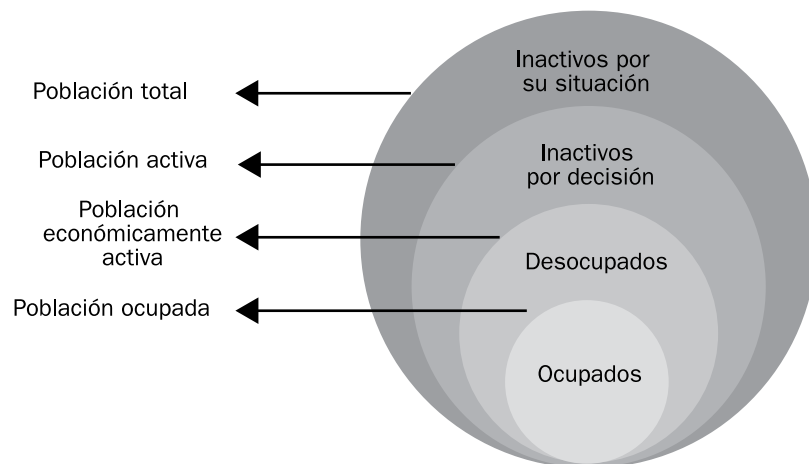 Inactivos por
su situación
Población total
Inactivos
por decisión
Población activa
Población
económicamente
activa
Desocupados
Población ocupada
Ocupados